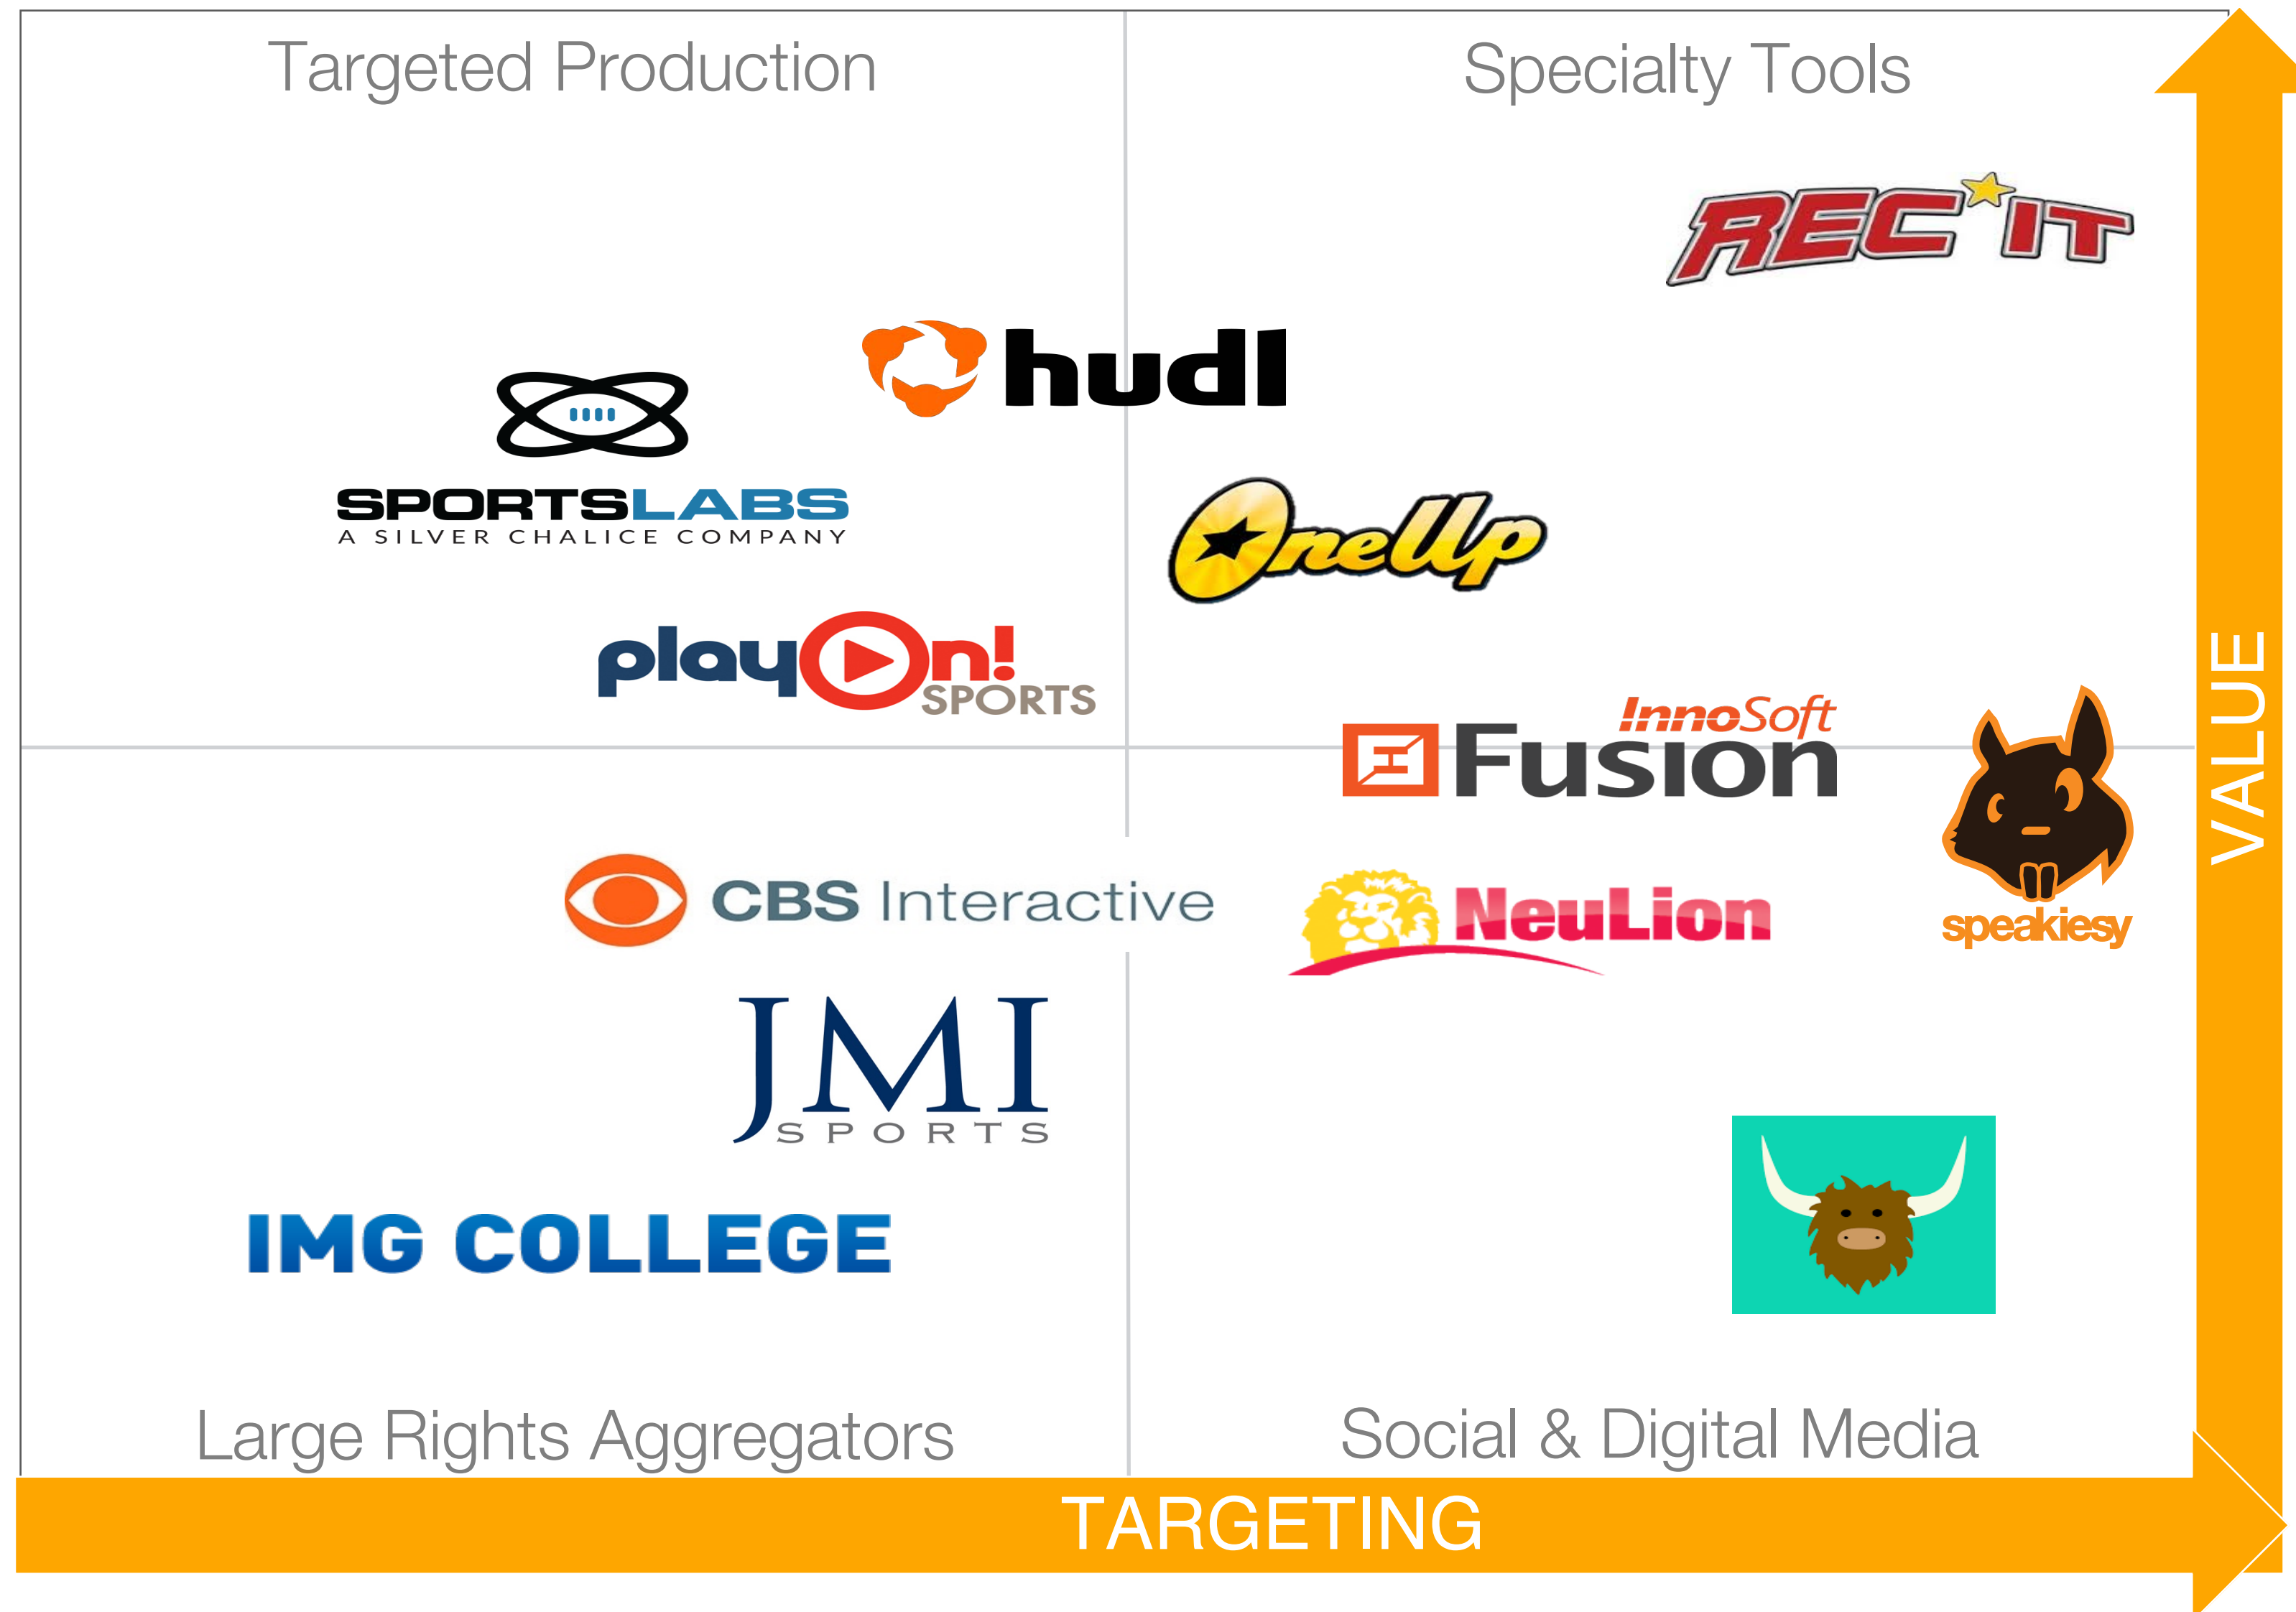 Targeted Production
Specialty Tools
REC*IT
hudl
SPORTSLABS
A SILVER CHALICE COMPANY
OneUp
playOn!
SPORTS
InnoSoft
Fusion
VALUE
CBS Interactive
NeuLion
speakiesy
JMI
SPORTS
IMG COLLEGE
Large Rights Aggregators
Social & Digital Media
TARGETING